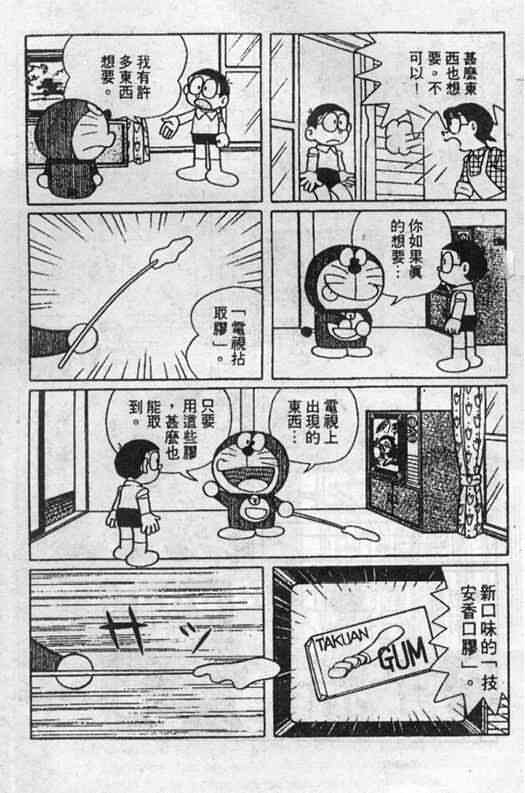 甚麼東
西也想
要。不
可以！
我有許
多東西
想要。
你如果真
的想要…
「電視拈
取膠」。
電視上
出現的
東西…
只要
用這些膠
，甚麼也
能取
到。
新口味的「技
安香口膠」。
TAKUAN
GUM